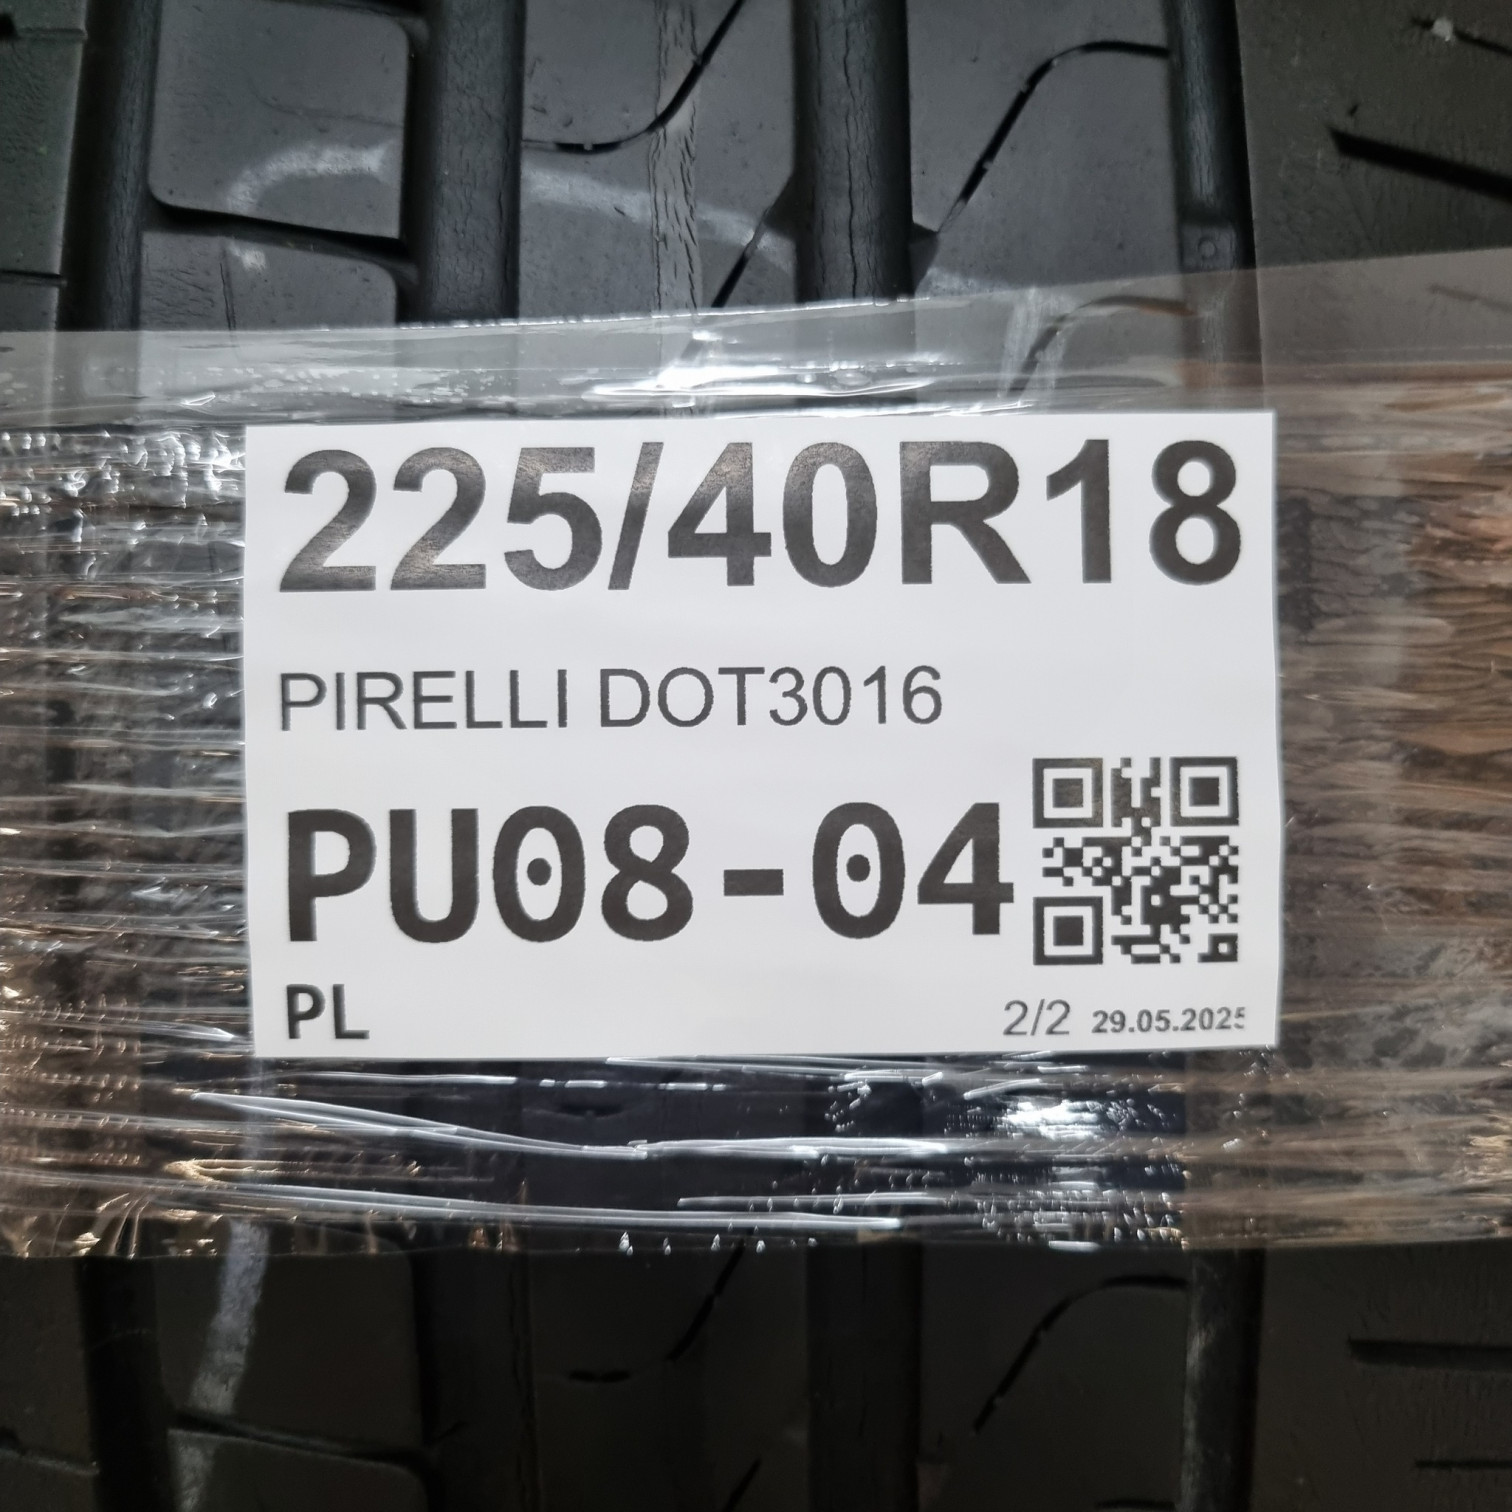 225/40R18
PIRELLI DOT3016
PU08-04
PL
2/2 29.05.2025